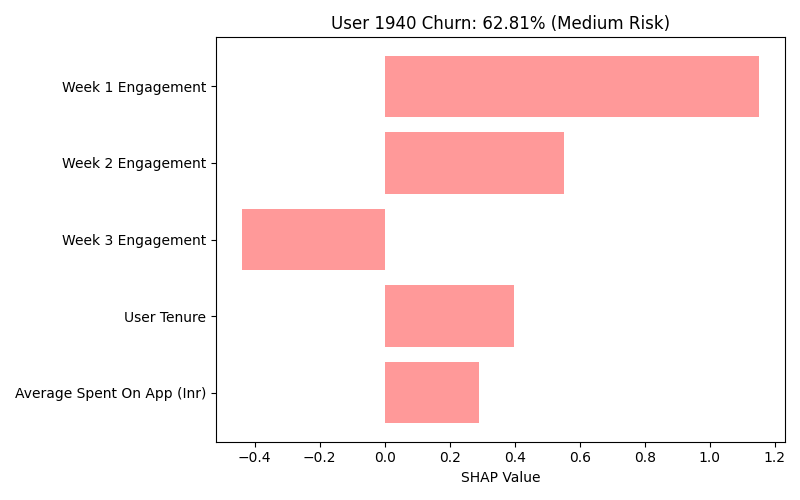 User 1940 Churn: 62.81% (Medium Risk)
Week 1 Engagement
Week 2 Engagement
Week 3 Engagement
User Tenure
Average Spent On App (Inr)
−0.4 −0.2 0.0 0.2 0.4 0.6 0.8 1.0 1.2
SHAP Value